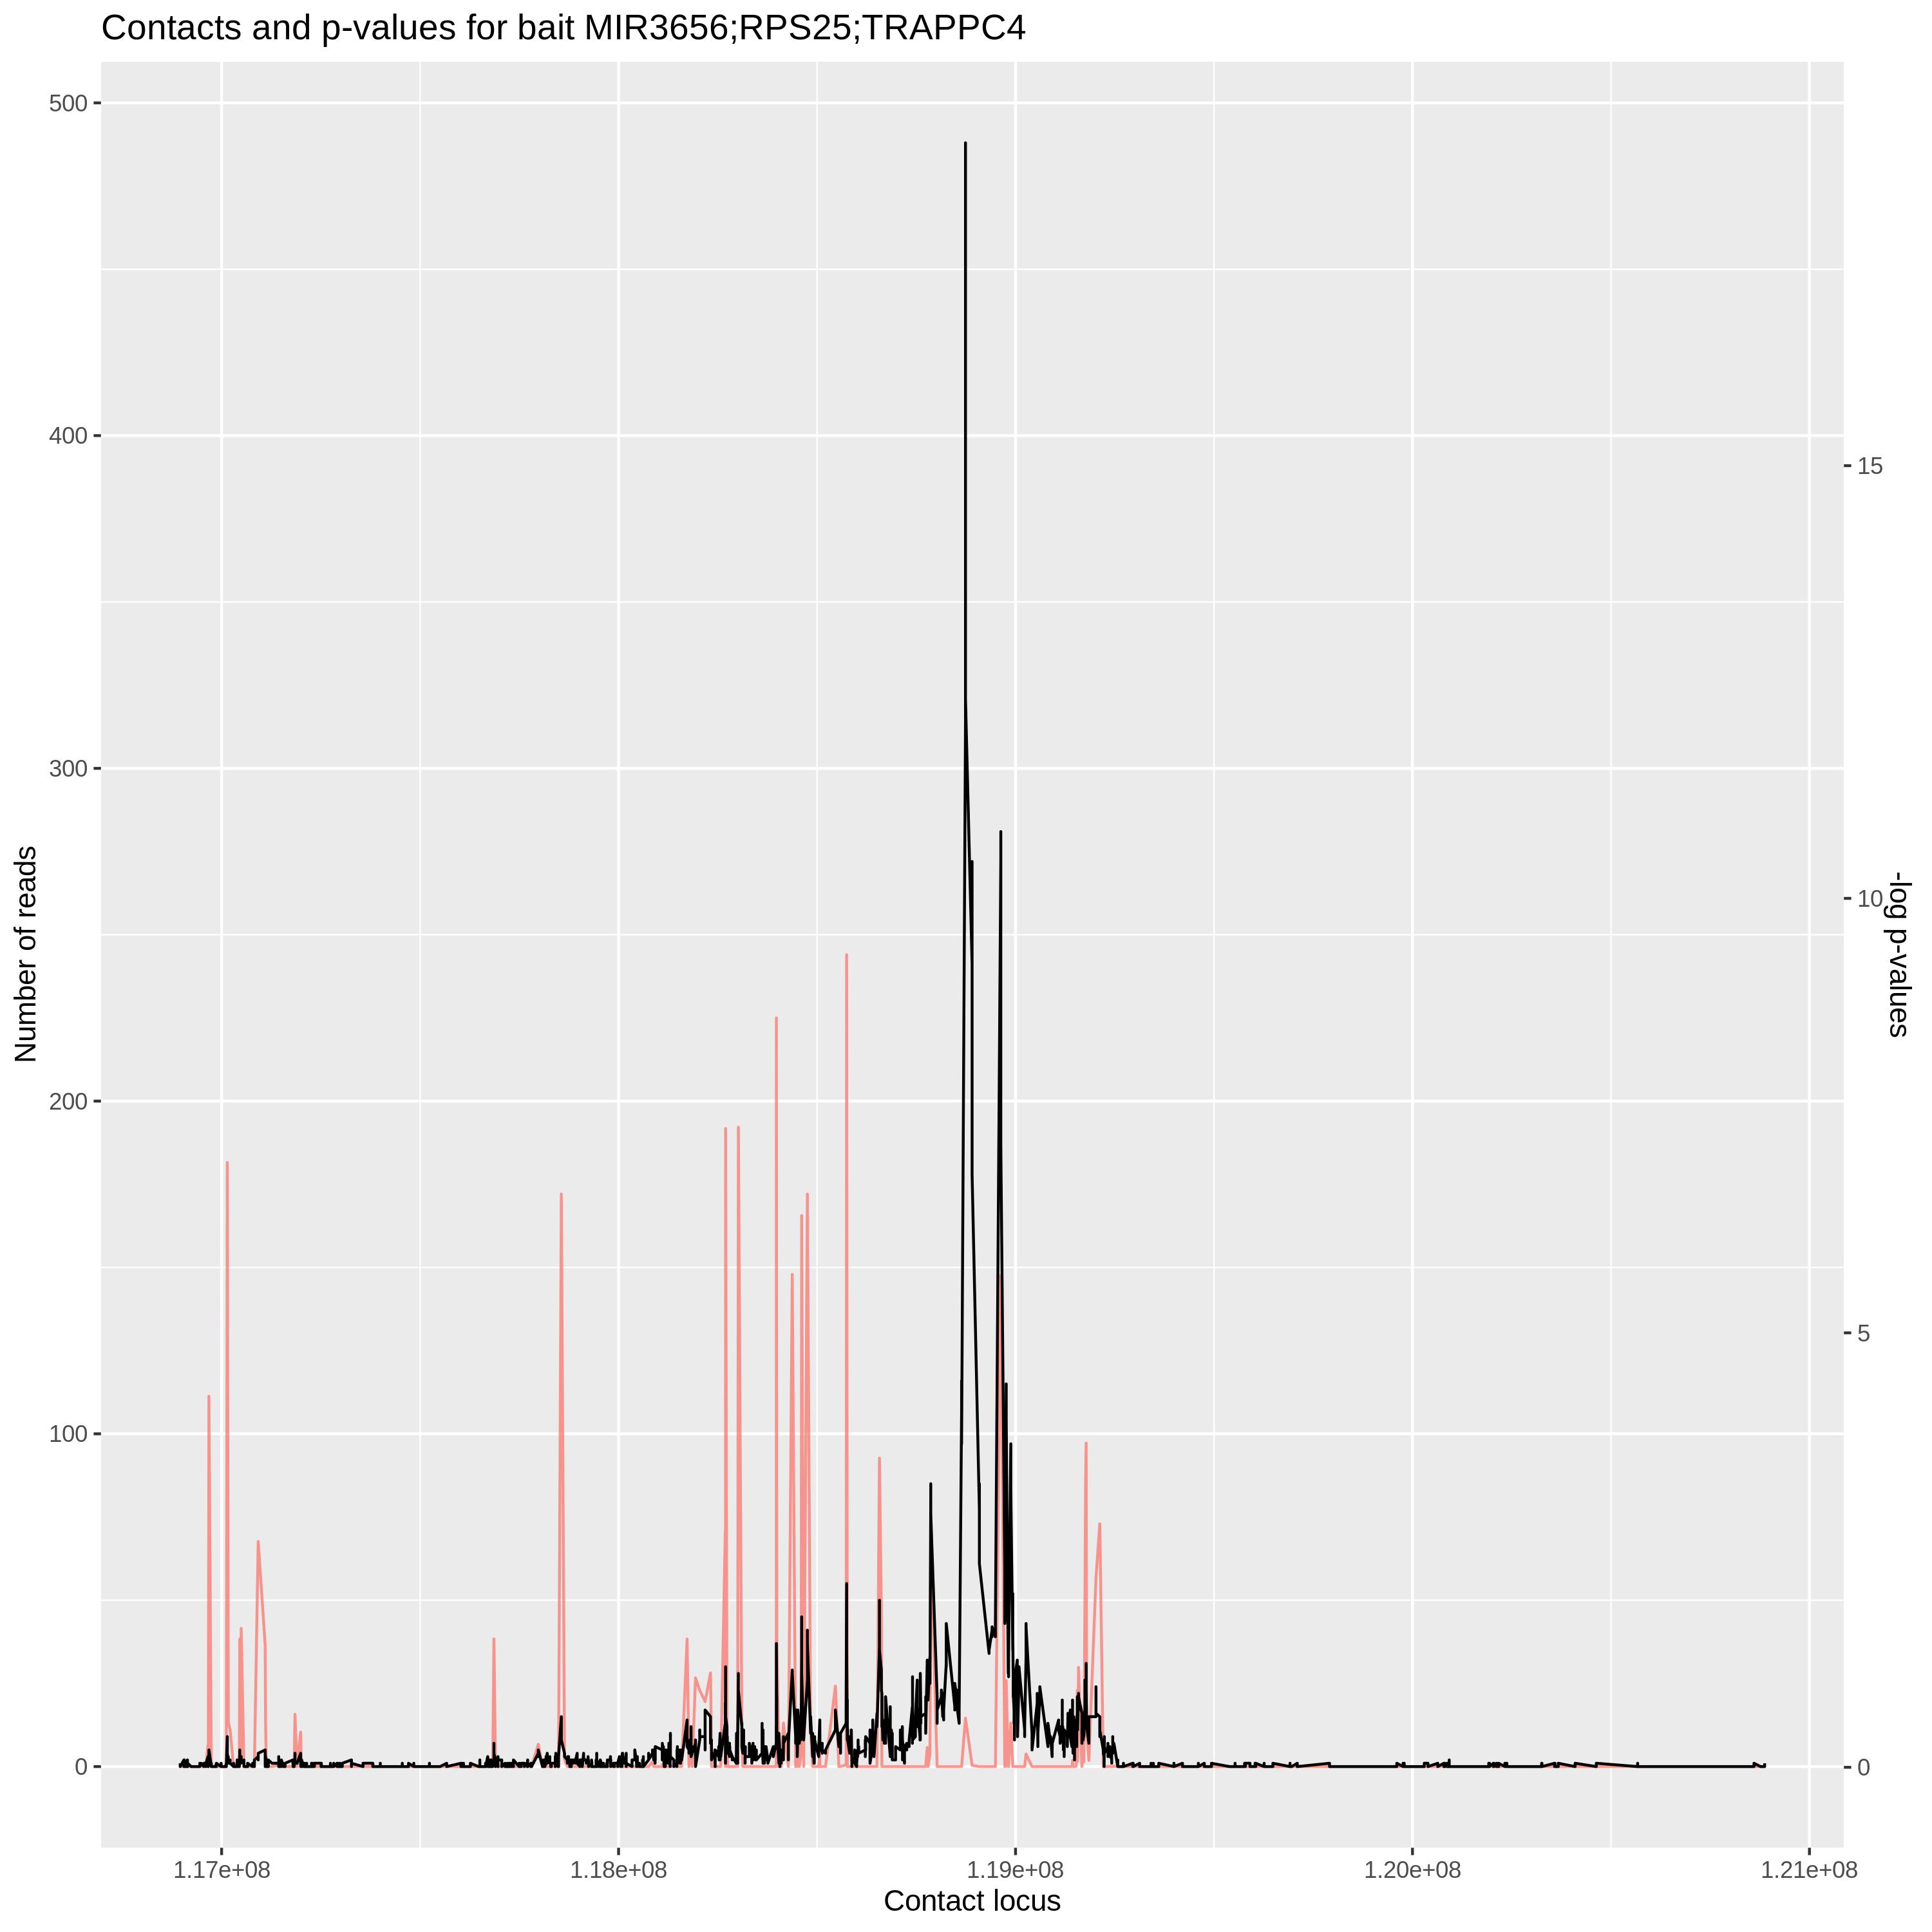 Contacts and p-values for bait MIR3656;RPS25;TRAPPC4
500
400
300
200
100
0
Number of reads
15
10
5
0
-log p-values
1.17e+08
1.18e+08
1.19e+08
1.20e+08
1.21e+08
Contact locus